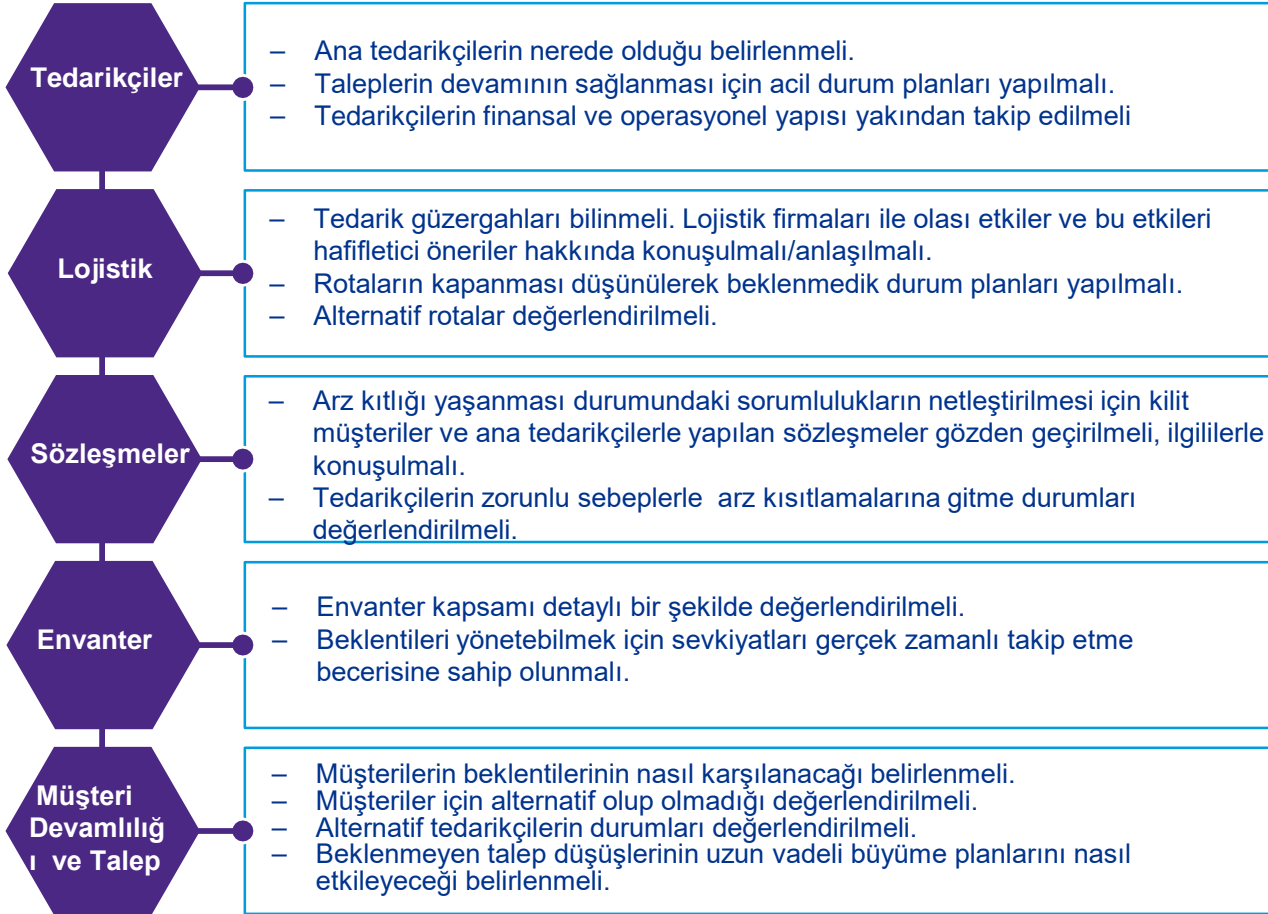 Tedarikçiler
– Ana tedarikçilerin nerede olduğu belirlenmeli.
– Taleplerin devamının sağlanması için acil durum planları yapılmalı.
– Tedarikçilerin finansal ve operasyonel yapısı yakından takip edilmeli
Lojistik
– Tedarik güzergahları bilinmeli. Lojistik firmaları ile olası etkiler ve bu etkileri
hafifletici öneriler hakkında konuşulmalı/anlaşılmalı.
– Rotaların kapanması düşünülerek beklenmedik durum planları yapılmalı.
– Alternatif rotalar değerlendirilmeli.
Sözleşmeler
– Arz kıtlığı yaşanması durumundaki sorumlulukların netleştirilmesi için kilit
müşteriler ve ana tedarikçilerle yapılan sözleşmeler gözden geçirilmeli, ilgililerle
konuşulmalı.
– Tedarikçilerin zorunlu sebeplerle arz kısıtlamalarına gitme durumları
değerlendirilmeli.
Envanter
– Envanter kapsamı detaylı bir şekilde değerlendirilmeli.
– Beklentileri yönetebilmek için sevkiyatları gerçek zamanlı takip etme
becerisine sahip olunmalı.
Müşteri
Devamlılığ
ı ve Talep
– Müşterilerin beklentilerinin nasıl karşılanacağı belirlenmeli.
– Müşteriler için alternatif olup olmadığı değerlendirilmeli.
– Alternatif tedarikçilerin durumları değerlendirilmeli.
– Beklenmeyen talep düşüşlerinin uzun vadeli büyüme planlarını nasıl
etkileyeceği belirlenmeli.